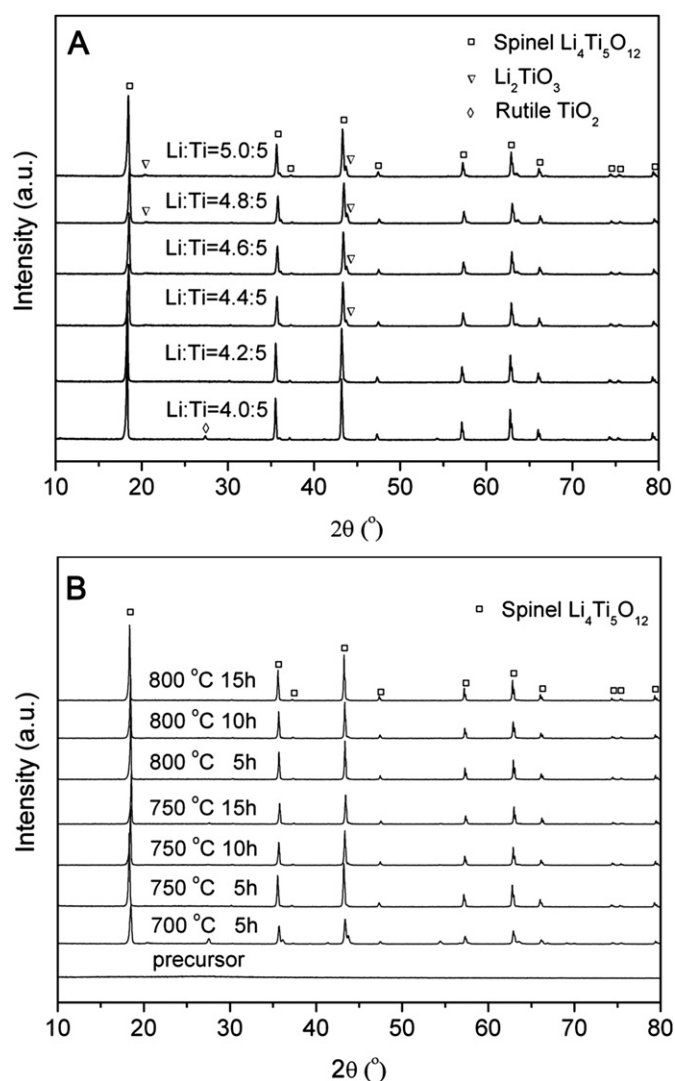 A
□ Spinel Li₄Ti₅O₁₂
▽ Li₂TiO₃
◇ Rutile TiO₂
Li:Ti=5.0:5
Li:Ti=4.8:5
Li:Ti=4.6:5
Li:Ti=4.4:5
Li:Ti=4.2:5
Li:Ti=4.0:5
Intensity (a.u.)
10 20 30 40 50 60 70 80
2θ (°)
B
□ Spinel Li₄Ti₅O₁₂
800 °C 15h
800 °C 10h
800 °C 5h
750 °C 15h
750 °C 10h
750 °C 5h
700 °C 5h
precursor
Intensity (a.u.)
10 20 30 40 50 60 70 80
2θ (°)